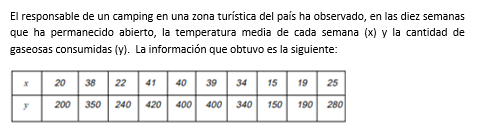 El responsable de un camping en una zona turística del país ha observado, en las diez semanas
que ha permanecido abierto, la temperatura media de cada semana (x) y la cantidad de
gaseosas consumidas (y). La información que obtuvo es la siguiente:
x 20 38 22 41 40 39 34 15 19 25
y 200 350 240 420 400 400 340 150 190 280